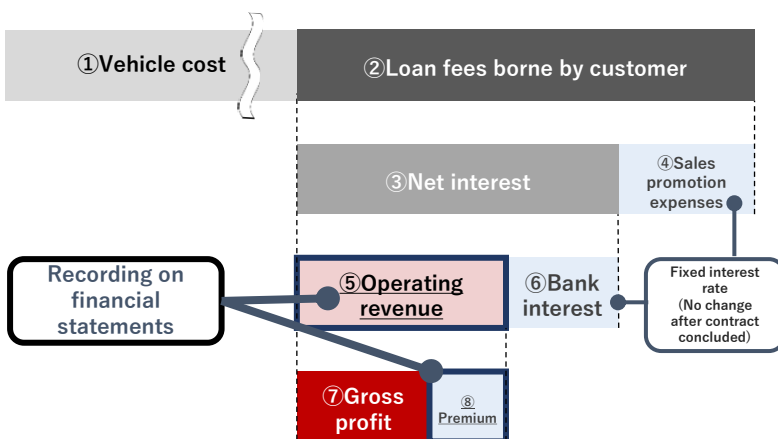 ①Vehicle cost
②Loan fees borne by customer
③Net interest
④Sales
promotion
expenses
Recording on
financial
statements
⑤Operating
revenue
⑥Bank
interest
Fixed interest
rate
(No change
after contract
concluded)
⑦Gross
profit
⑧
Premium